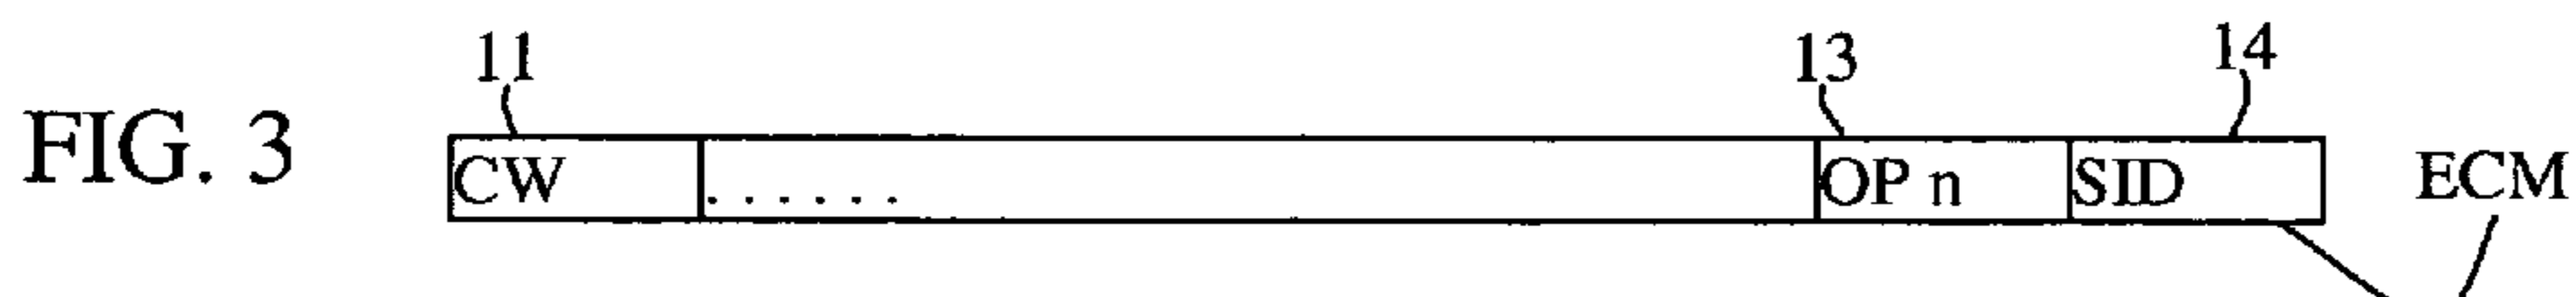 11 13 14
FIG. 3 CW ...... OP n SID ECM